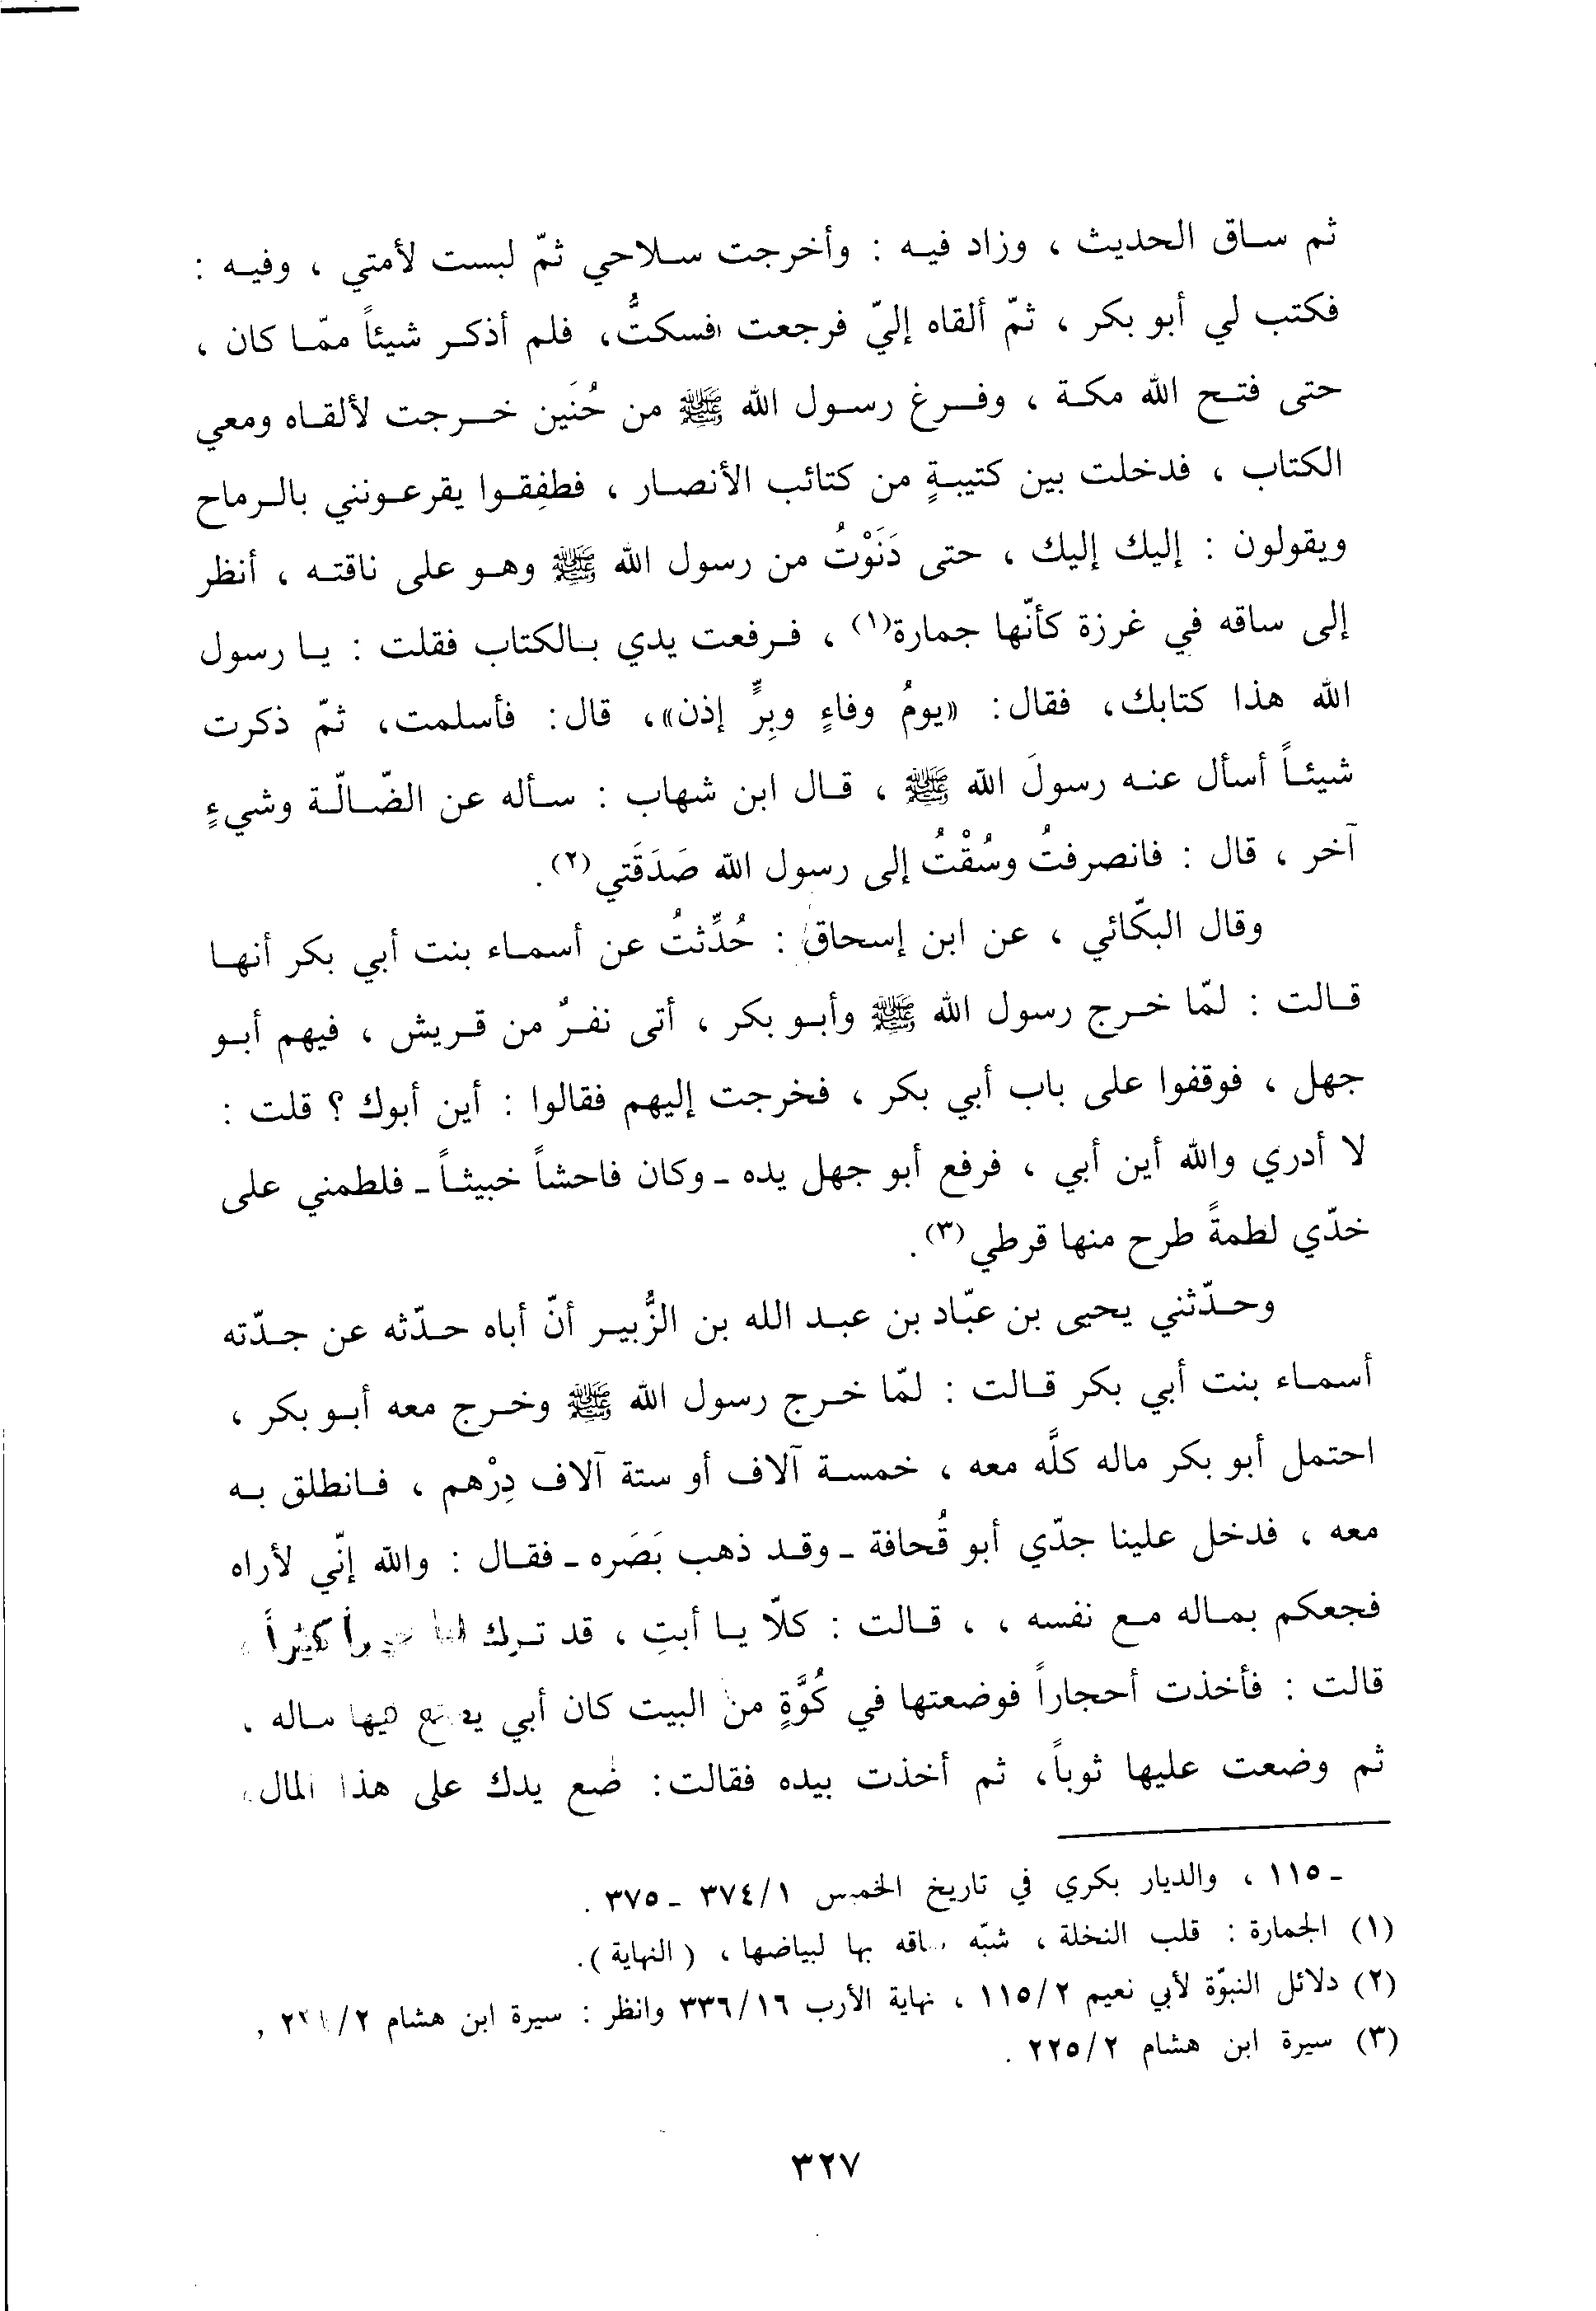 ثم ساق الحديث ، وزاد فيه : وأخرجت سلاحي ثمّ لبست لأمتي ، وفيه :
فكتب لي أبو بكر ، ثمّ ألقاه إليّ فرجعت فسكتُّ، فلم أذكر شيئاً ممّا كان ،
حتى فتح الله مكة ، وفرغ رسول الله ﷺ من حُنَين خرجت لألقاه ومعي
الكتاب ، فدخلت بين كتيبةٍ من كتائب الأنصار ، فطفِقوا يقرعونني بالرماح
ويقولون : إليك إليك ، حتى دَنَوْتُ من رسول الله ﷺ وهو على ناقته ، أنظر
إلى ساقه في غرزة كأنّها جمارة(١) ، فرفعت يدي بالكتاب فقلت : يا رسول
الله هذا كتابك، فقال: «يومُ وفاءٍ وبِرٍّ إذن»، قال: فأسلمت، ثمّ ذكرت
شيئاً أسأل عنه رسولَ الله ﷺ ، قال ابن شهاب : سأله عن الضّالّة وشيءٍ
آخر ، قال : فانصرفتُ وسُقْتُ إلى رسول الله صَدَقَتي(٢) .
وقال البكّائي ، عن ابن إسحاق : حُدِّثتُ عن أسماء بنت أبي بكر أنها
قالت : لمّا خرج رسول الله ﷺ وأبو بكر ، أتى نفرٌ من قريش ، فيهم أبو
جهل ، فوقفوا على باب أبي بكر ، فخرجت إليهم فقالوا : أين أبوك ؟ قلت :
لا أدري والله أين أبي ، فرفع أبو جهل يده ـ وكان فاحشاً خبيثاً ـ فلطمني على
خدّي لطمةً طرح منها قرطي(٣) .
وحدّثني يحيى بن عبّاد بن عبد الله بن الزُّبير أنّ أباه حدّثه عن جدّته
أسماء بنت أبي بكر قالت : لمّا خرج رسول الله ﷺ وخرج معه أبو بكر ،
احتمل أبو بكر ماله كلَّه معه ، خمسة آلاف أو ستة آلاف دِرْهم ، فانطلق به
معه ، فدخل علينا جدّي أبو قُحافة ـ وقد ذهب بَصَره ـ فقال : والله إنّي لأراه
فجعكم بماله مع نفسه ، ، قالت : كلّا يا أبتِ ، قد ترك لنا كثيراً ،
قالت : فأخذت أحجاراً فوضعتها في كُوَّةٍ من البيت كان أبي يضع فيها ماله ،
ثم وضعت عليها ثوباً، ثم أخذت بيده فقالت: ضع يدك على هذا المال،
ـ ١١٥ ، والديار بكري في تاريخ الخميس ٣٧٤/١ ـ ٣٧٥ .
(١) الجمارة : قلب النخلة ، شبّه ساقه بها لبياضها ، (النهاية).
(٢) دلائل النبوّة لأبي نعيم ١١٥/٢ ، نهاية الأرب ٣٣٦/١٦ وانظر : سيرة ابن هشام
(٣) سيرة ابن هشام ٢٢٥/٢ .
٣٢٧